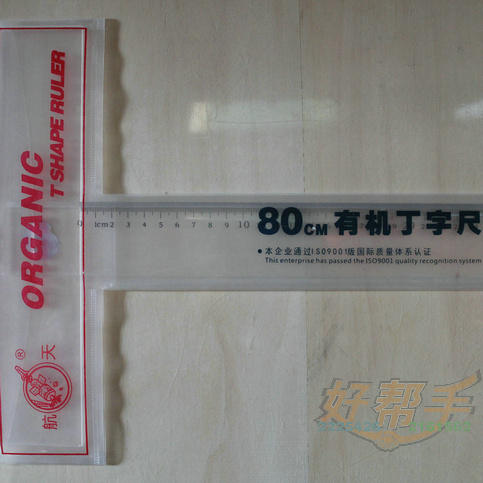 ORGANIC
T SHAPE RULER
航天®
0 1cm 2 3 4 5 6 7 8 9 10
80CM 有机丁字尺
●本企业通过ISO9001版国际质量体系认证
This enterprise has passed the ISO9001 quality recognition system
好帮手